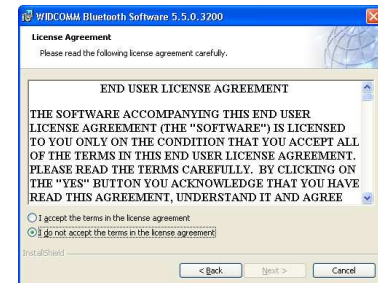 WIDCOMM Bluetooth Software 5.5.0.3200
License Agreement
Please read the following license agreement carefully.
END USER LICENSE AGREEMENT
THE SOFTWARE ACCOMPANYING THIS END USER
LICENSE AGREEMENT (THE "SOFTWARE") IS LICENSED
TO YOU ONLY ON THE CONDITION THAT YOU ACCEPT ALL
OF THE TERMS IN THIS END USER LICENSE AGREEMENT.
PLEASE READ THE TERMS CAREFULLY. BY CLICKING ON
THE "YES" BUTTON YOU ACKNOWLEDGE THAT YOU HAVE
READ THIS AGREEMENT, UNDERSTAND IT AND AGREE
I accept the terms in the license agreement
I do not accept the terms in the license agreement
InstallShield
< Back Next > Cancel